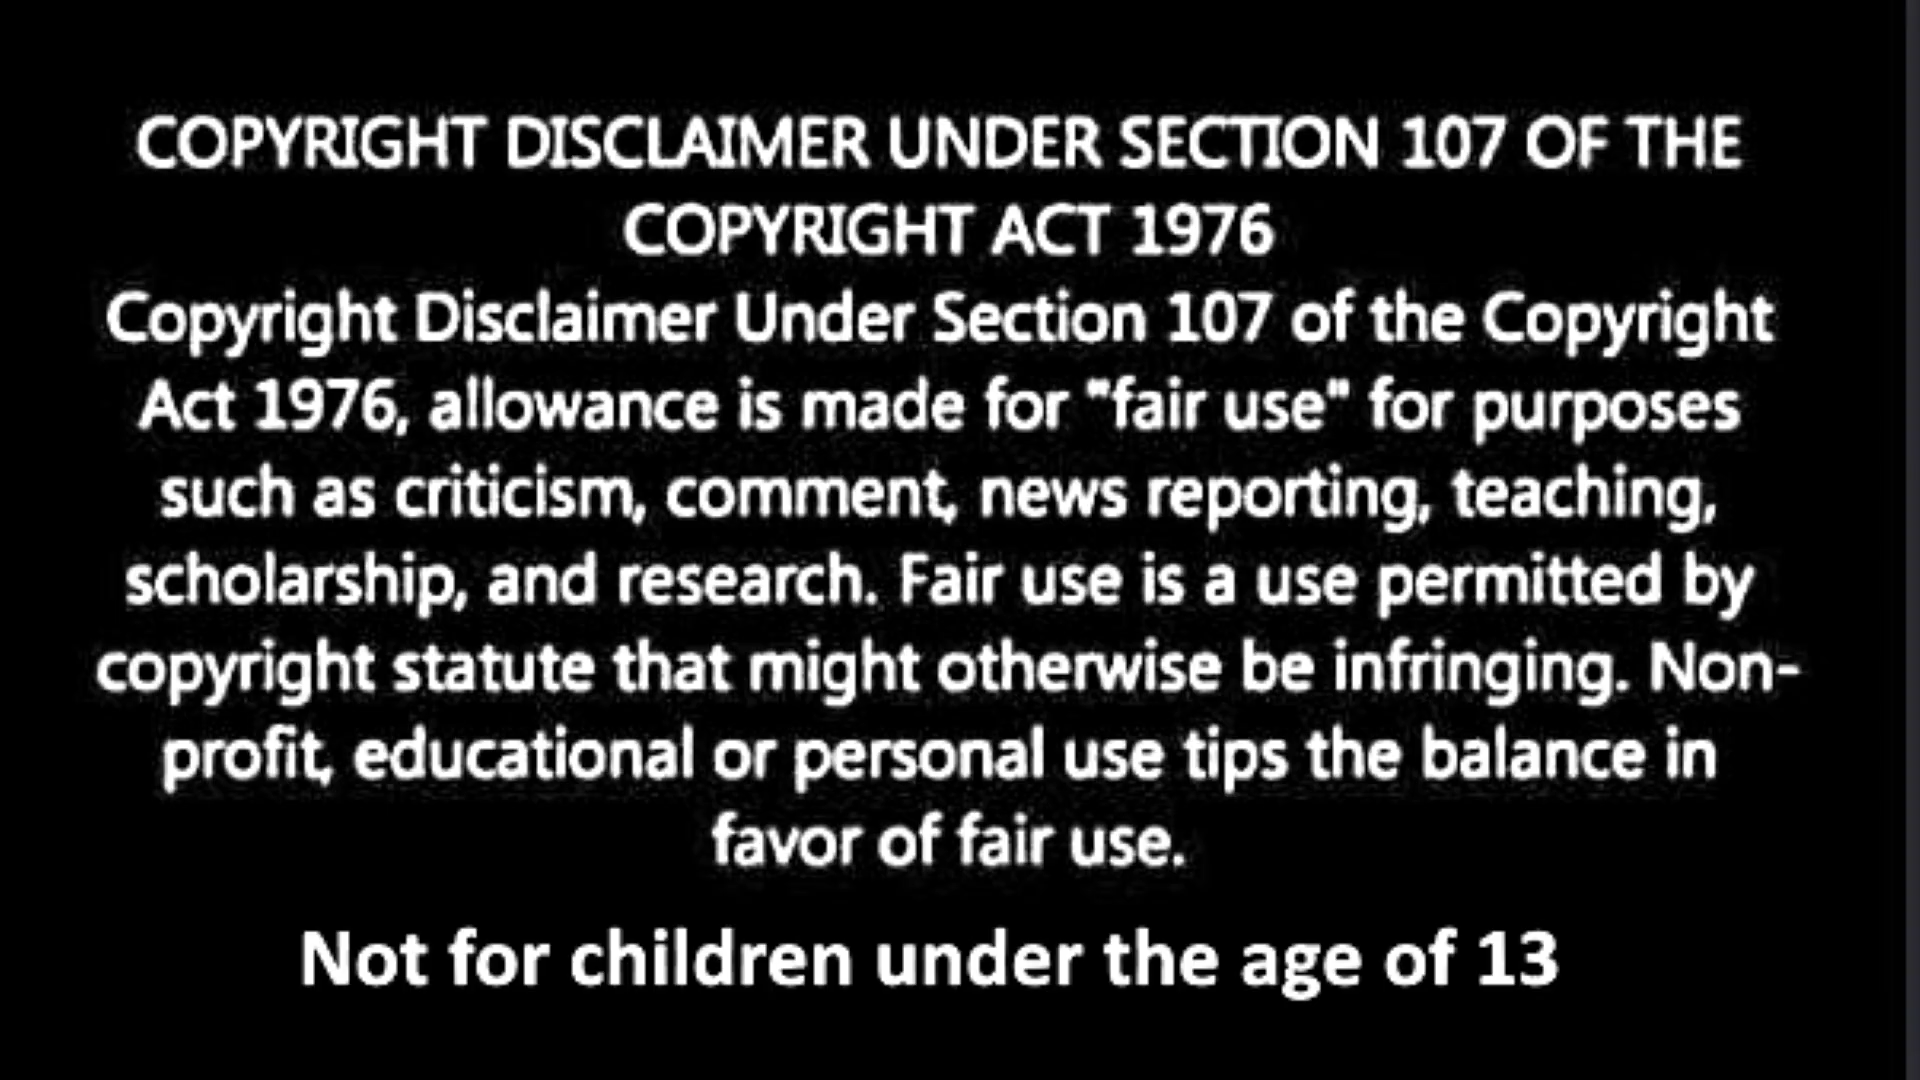 COPYRIGHT DISCLAIMER UNDER SECTION 107 OF THE
COPYRIGHT ACT 1976
Copyright Disclaimer Under Section 107 of the Copyright
Act 1976, allowance is made for "fair use" for purposes
such as criticism, comment, news reporting, teaching,
scholarship, and research. Fair use is a use permitted by
copyright statute that might otherwise be infringing. Non-
profit, educational or personal use tips the balance in
favor of fair use.
Not for children under the age of 13